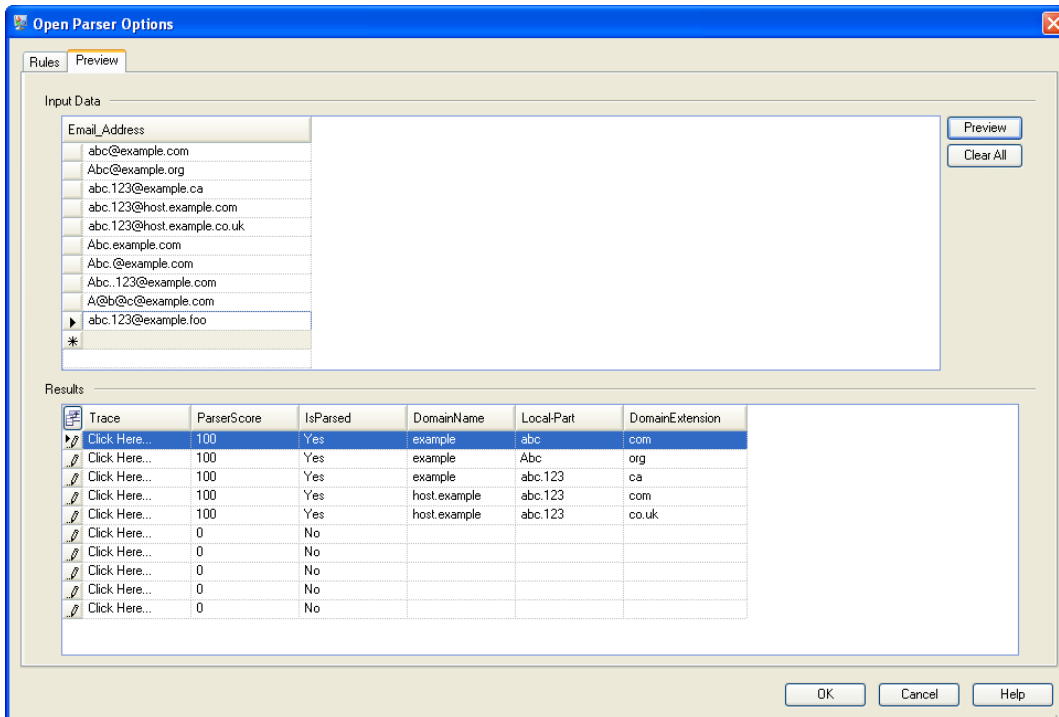 Open Parser Options
Rules Preview
Input Data
Email_Address
Preview
abc@example.com
Clear All
Abc@example.org
abc.123@example.ca
abc.123@host.example.com
abc.123@host.example.co.uk
Abc.example.com
Abc.@example.com
Abc..123@example.com
A@b@c@example.com
abc.123@example.foo
Results
Trace ParserScore IsParsed DomainName Local-Part DomainExtension
Click Here... 100 Yes example abc com
Click Here... 100 Yes example Abc org
Click Here... 100 Yes example abc.123 ca
Click Here... 100 Yes host.example abc.123 com
Click Here... 100 Yes host.example abc.123 co.uk
Click Here... 0 No
Click Here... 0 No
Click Here... 0 No
Click Here... 0 No
Click Here... 0 No
OK Cancel Help